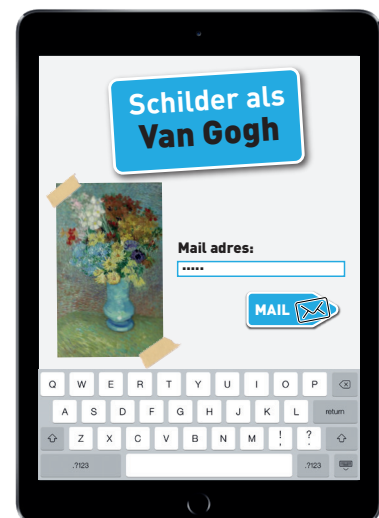 Schilder als
Van Gogh
Mail adres:
.....
MAIL
Q W E R T Y U I O P
A S D F G H J K L return
Z X C V B N M ! , ? .
.?123 .?123